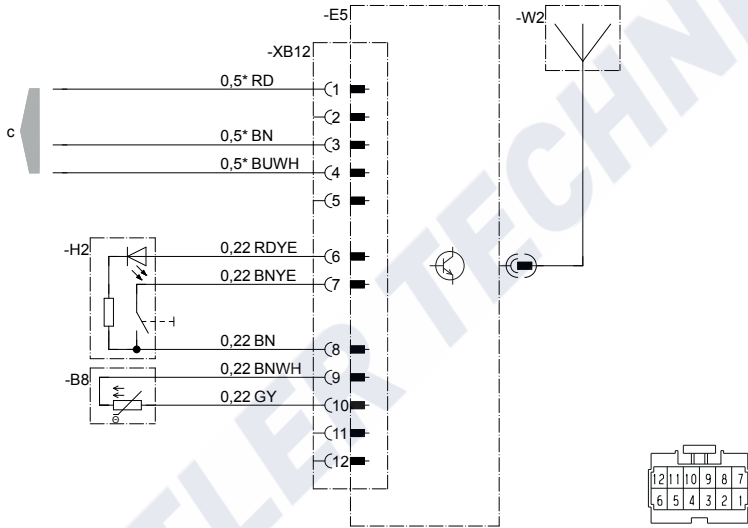 -E5
-W2
-XB12
0,5* RD
1
2
c
0,5* BN
3
0,5* BUWH
4
5
-H2
0,22 RDYE
6
0,22 BNYE
7
0,22 BN
8
-B8
0,22 BNWH
9
0,22 GY
10
11
12
12 11 10 9 8 7
6 5 4 3 2 1
TLER TECHN